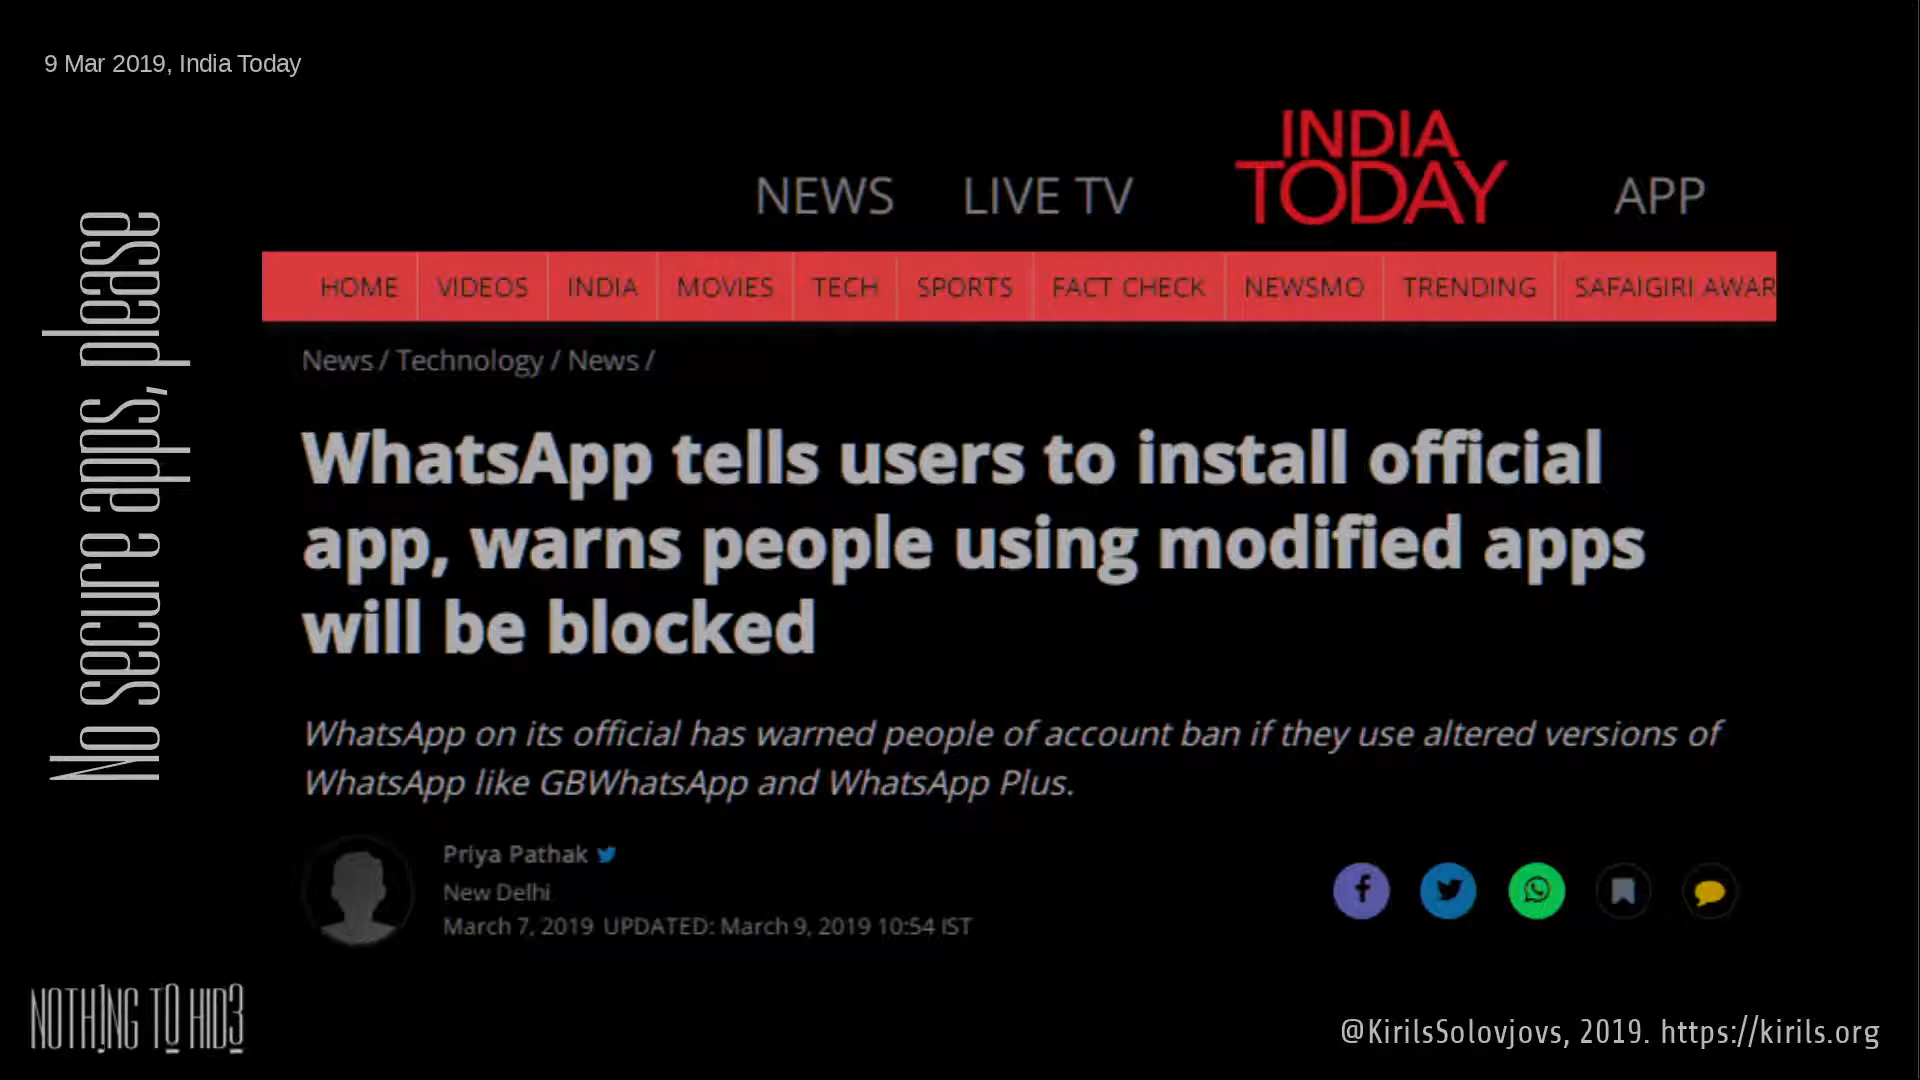 9 Mar 2019, India Today
No secure apps, please
INDIA
TODAY
NEWS LIVE TV APP
HOME VIDEOS INDIA MOVIES TECH SPORTS FACT CHECK NEWSMO TRENDING SAFAIGIRI AWAR
News / Technology / News /
WhatsApp tells users to install official
app, warns people using modified apps
will be blocked
WhatsApp on its official has warned people of account ban if they use altered versions of
WhatsApp like GBWhatsApp and WhatsApp Plus.
Priya Pathak
New Delhi
March 7, 2019 UPDATED: March 9, 2019 10:54 IST
NOTH!NG T0 HID3
@KirilsSolovjovs, 2019. https://kirils.org